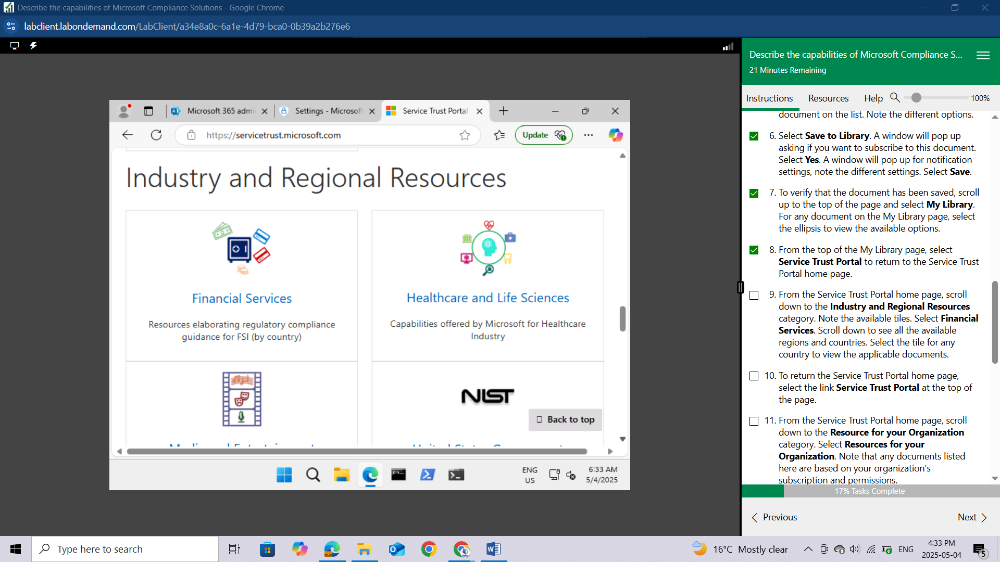 Describe the capabilities of Microsoft Compliance Solutions - Google Chrome
labclient.labondemand.com/LabClient/a34e8a0c-6a1e-4d79-bca0-0b39a2b276e6
Describe the capabilities of Microsoft Compliance S...
21 Minutes Remaining
Instructions
Resources
Help
100%
Microsoft 365 admi
Settings - Microsoft
Service Trust Portal
https://servicetrust.microsoft.com
Update
Industry and Regional Resources
Financial Services
Resources elaborating regulatory compliance
guidance for FSI (by country)
Healthcare and Life Sciences
Capabilities offered by Microsoft for Healthcare
Industry
NIST
Back to top
ENG
US
6:33 AM
5/4/2025
document on the list. Note the different options.
6. Select Save to Library. A window will pop up
asking if you want to subscribe to this document.
Select Yes. A window will pop up for notification
settings, note the different settings. Select Save.
7. To verify that the document has been saved, scroll
up to the top of the page and select My Library.
For any document on the My Library page, select
the ellipsis to view the available options.
8. From the top of the My Library page, select
Service Trust Portal to return to the Service Trust
Portal home page.
9. From the Service Trust Portal home page, scroll
down to the Industry and Regional Resources
category. Note the available tiles. Select Financial
Services. Scroll down to see all the available
regions and countries. Select the tile for any
country to view the applicable documents.
10. To return the Service Trust Portal home page,
select the link Service Trust Portal at the top of
the page.
11. From the Service Trust Portal home page, scroll
down to the Resource for your Organization
category. Select Resources for your
Organization. Note that any documents listed
here are based on your organization's
subscription and permissions.
17% Tasks Complete
Previous
Next
Type here to search
16°C Mostly clear
ENG
4:33 PM
2025-05-04
5